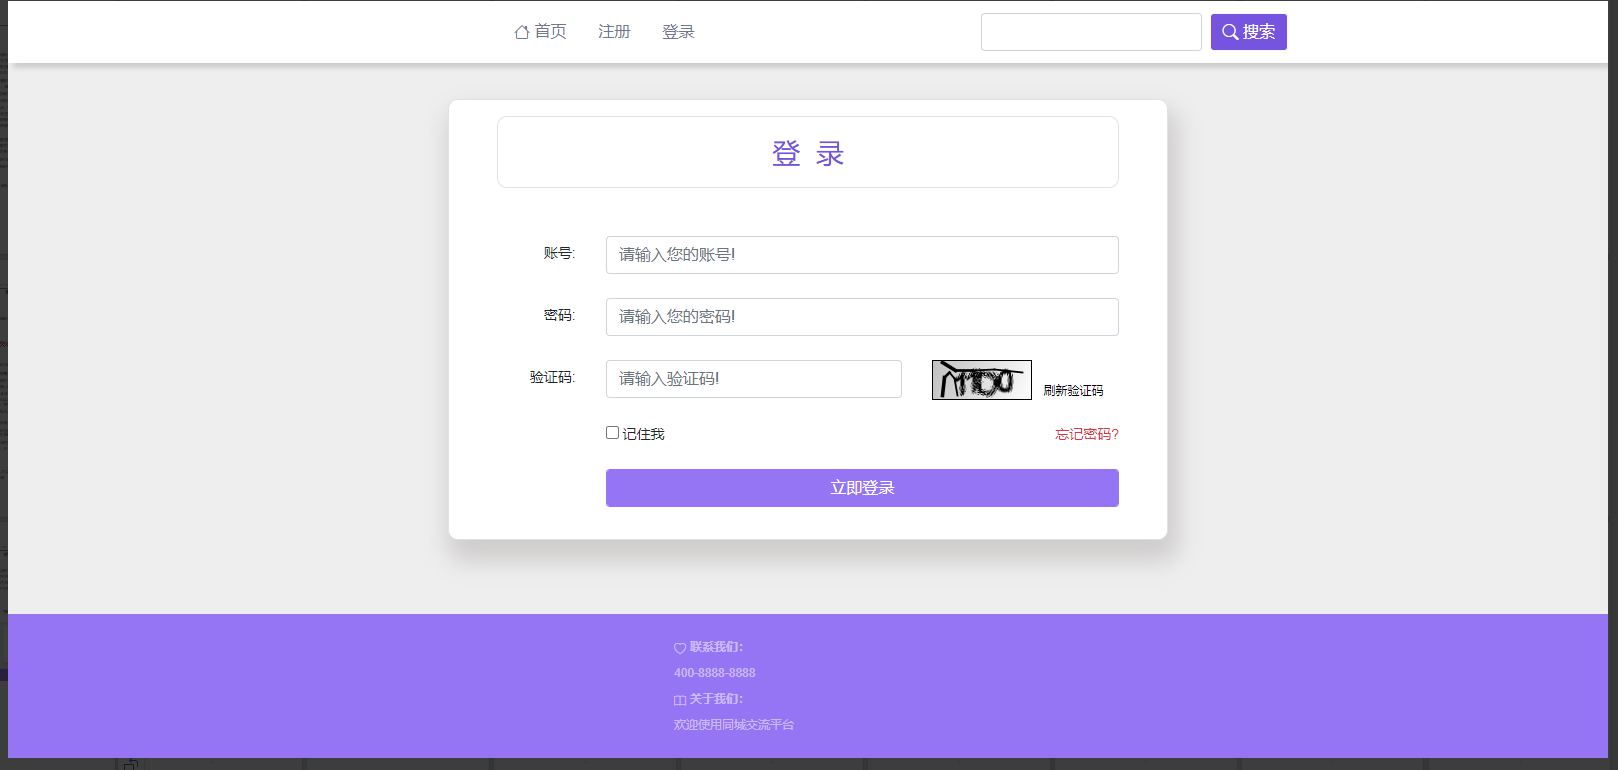 首页 注册 登录 搜索
登 录
账号: 请输入您的账号!
密码: 请输入您的密码!
验证码: 请输入验证码! 刷新验证码
记住我 忘记密码?
立即登录
联系我们:
400-8888-8888
关于我们:
欢迎使用同城交流平台